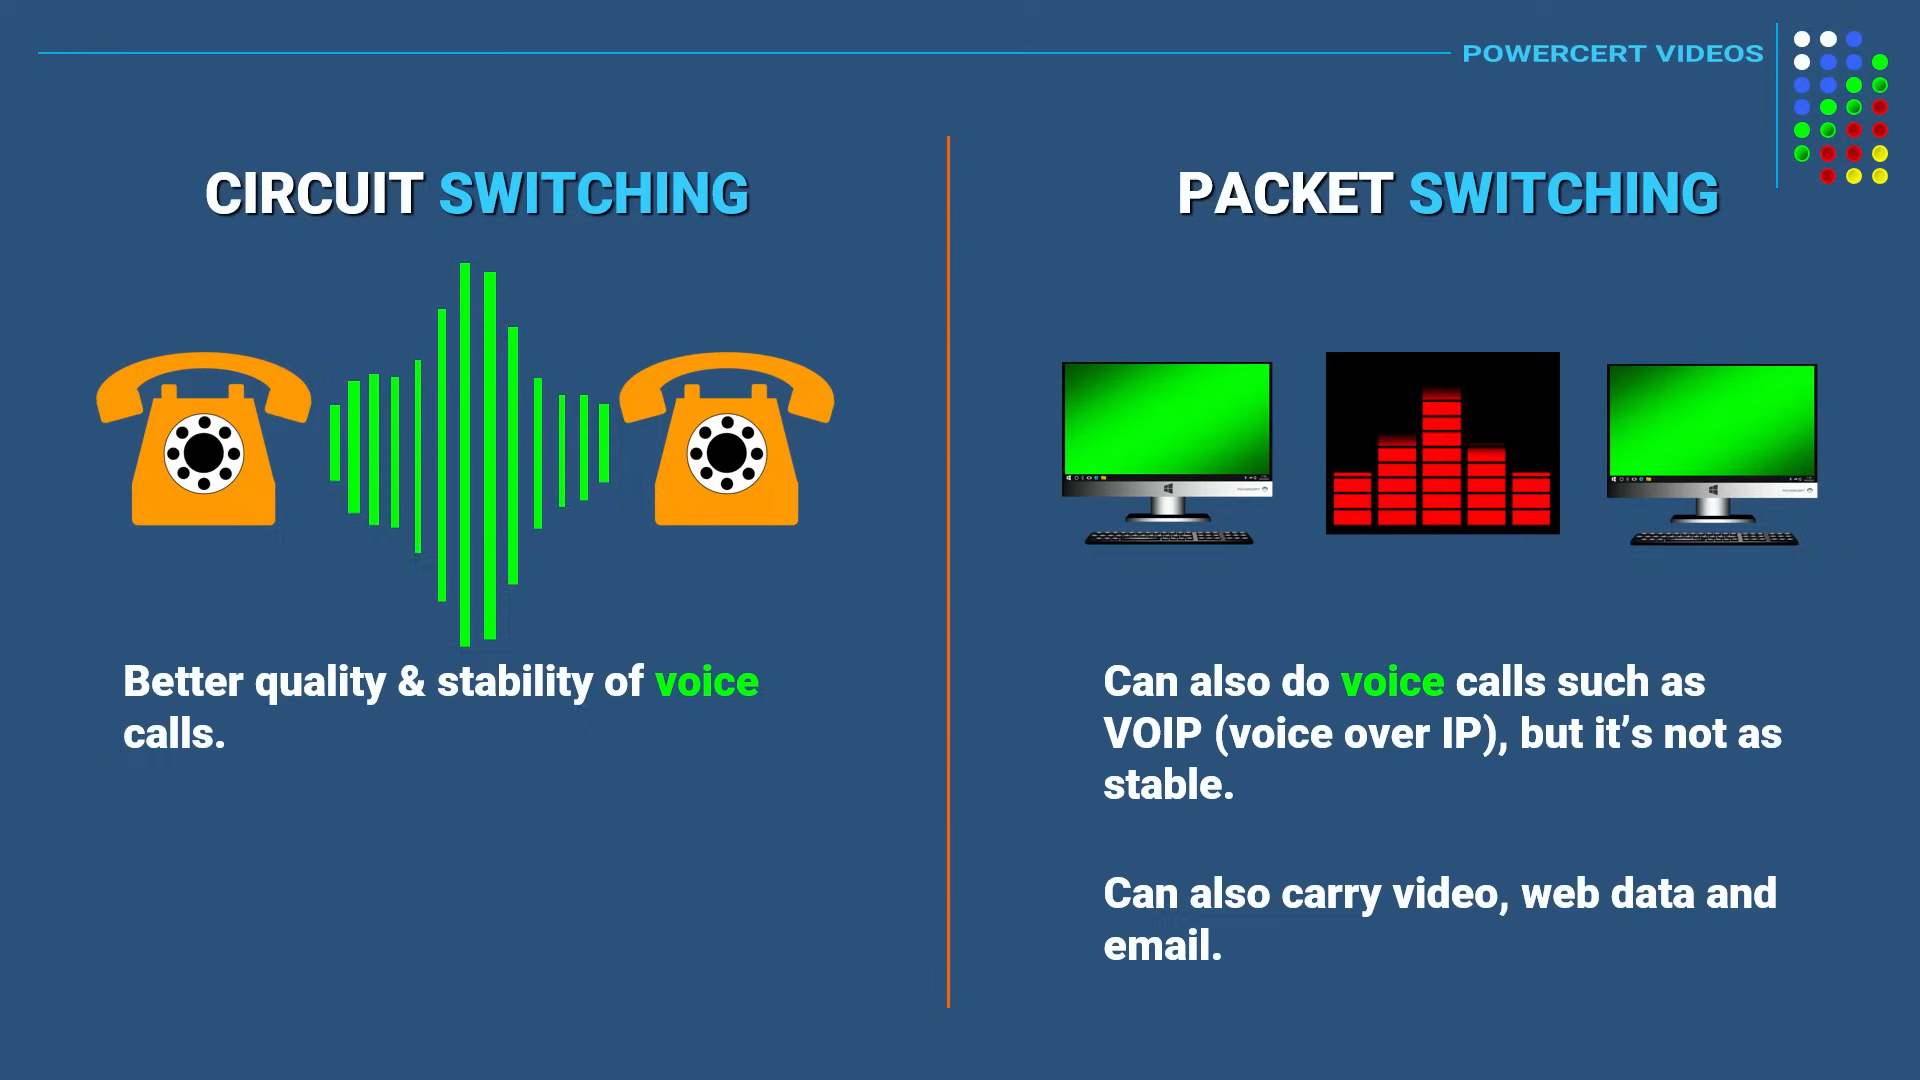 POWERCERT VIDEOS
CIRCUIT SWITCHING
Better quality & stability of voice
calls.
PACKET SWITCHING
Can also do voice calls such as
VOIP (voice over IP), but it’s not as
stable.
Can also carry video, web data and
email.